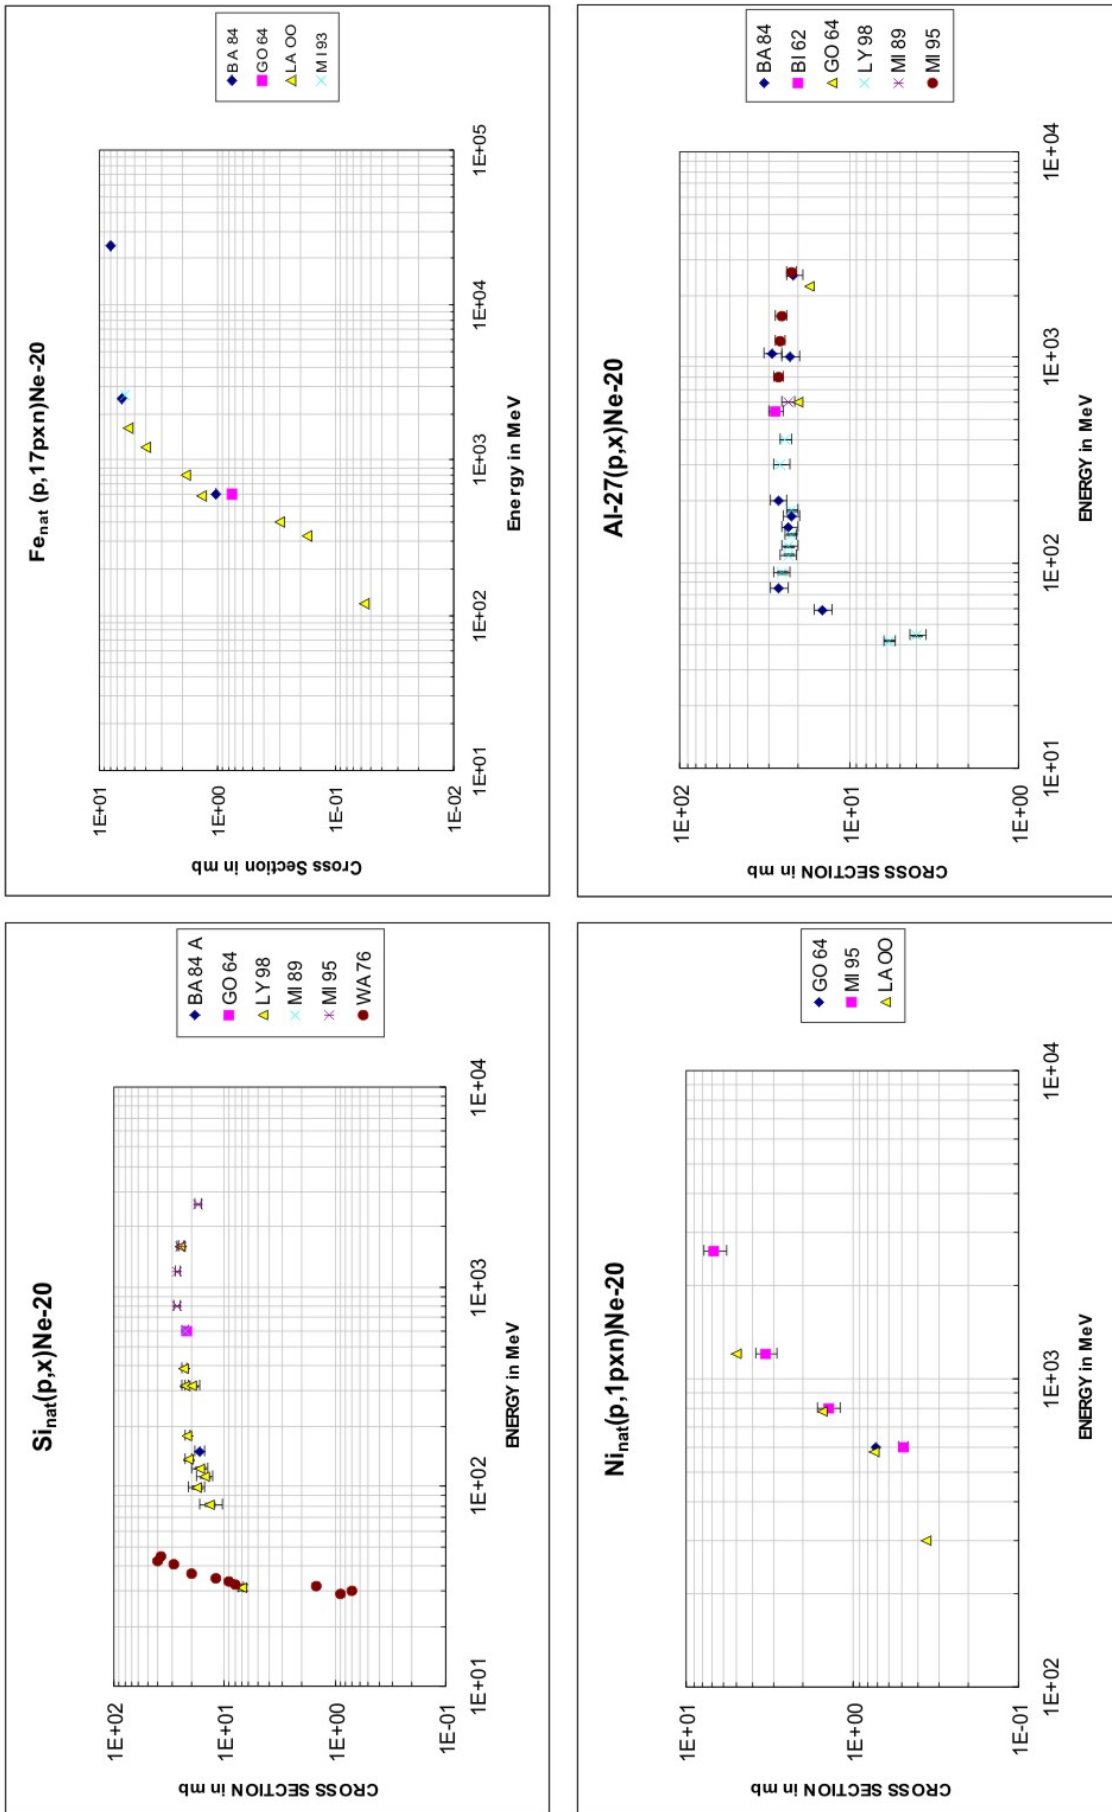 Si_nat(p,x)Ne-20
CROSS SECTION in mb
1E+02
1E+01
1E+00
1E-01
1E+01
1E+02
1E+03
1E+04
ENERGY in MeV
BA 84 A
GO 64
LY 98
MI 89
MI 95
WA 76
Fe_nat (p,17pxn)Ne-20
Cross Section in mb
1E+01
1E+00
1E-01
1E-02
1E+01
1E+02
1E+03
1E+04
1E+05
Energy in MeV
BA 84
GO 64
LA OO
MI 93
Ni_nat(p,1pxn)Ne-20
CROSS SECTION in mb
1E+01
1E+00
1E-01
1E+02
1E+03
1E+04
ENERGY in MeV
GO 64
MI 95
LA OO
Al-27(p,x)Ne-20
CROSS SECTION in mb
1E+02
1E+01
1E+00
1E+01
1E+02
1E+03
1E+04
ENERGY in MeV
BA 84
BI 62
GO 64
LY 98
MI 89
MI 95